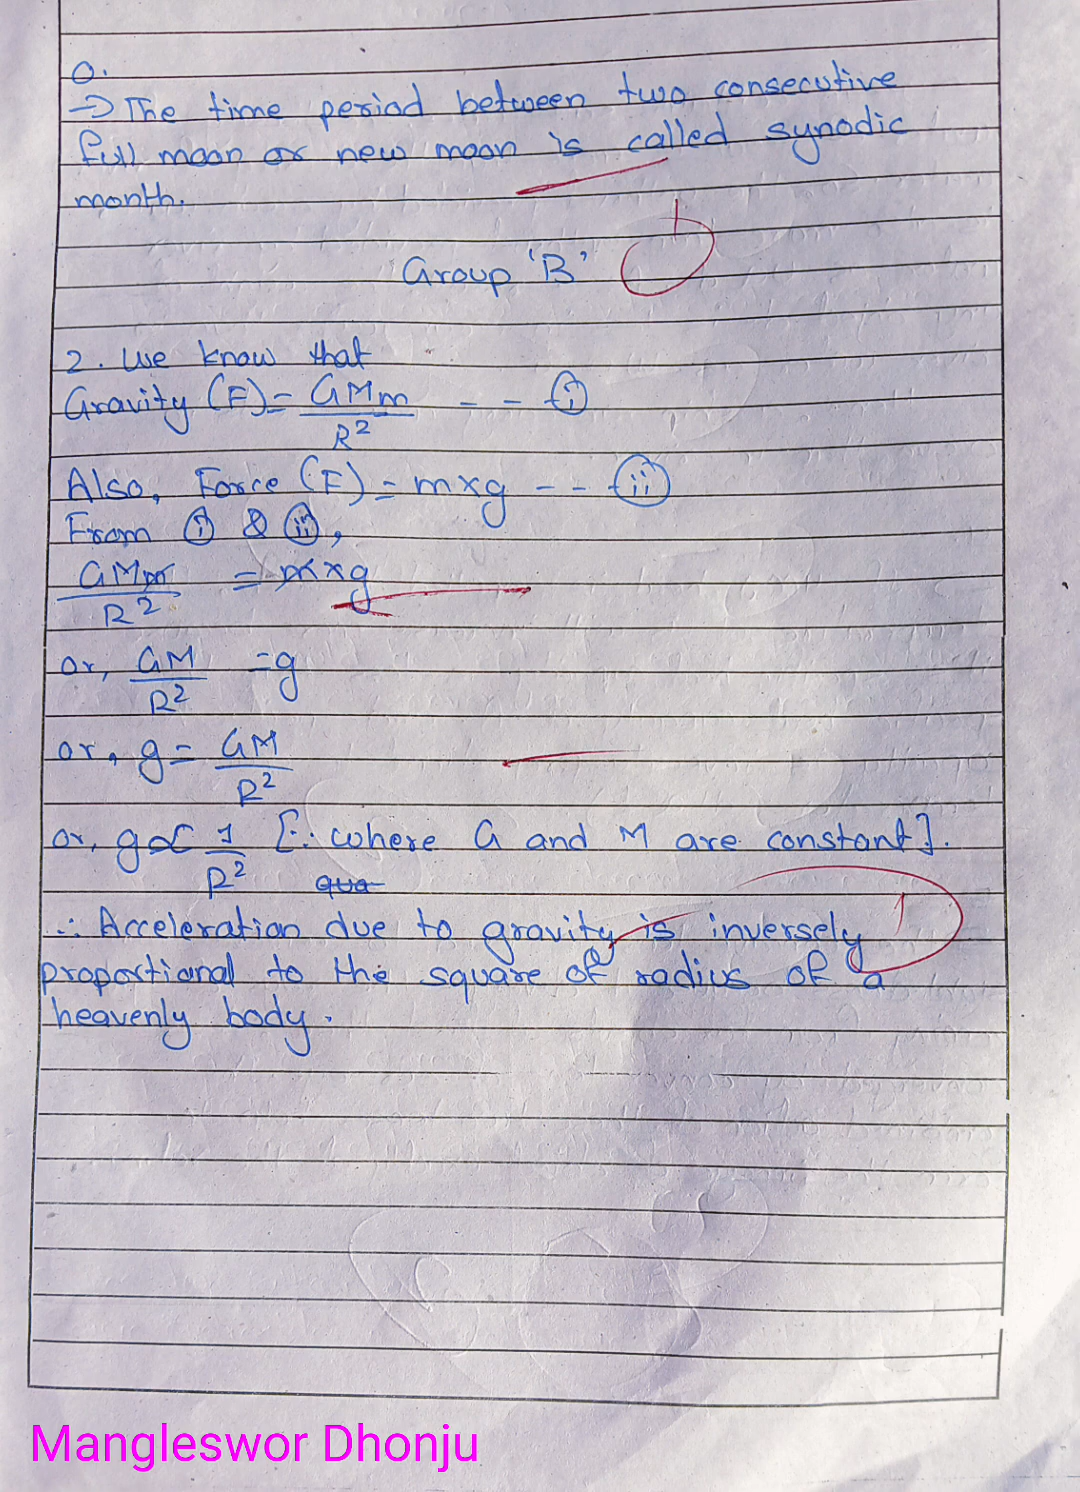 O.
→ The time period between two consecutive
full moon or new moon is called synodic
month.
1
Group 'B'
2. We know that
Gravity (F) = GMm/R² - - (i)
Also, Force (F) = m×g - - (ii)
From (i) & (ii),
GMm/R² = m×g
or, GM/R² = g
or, g = GM/R²
or, g ∝ 1/R² [∵ where G and M are constant].
qua
1
∴ Acceleration due to gravity is inversely
proportional to the square of radius of a
heavenly body.
Mangleswor Dhonju